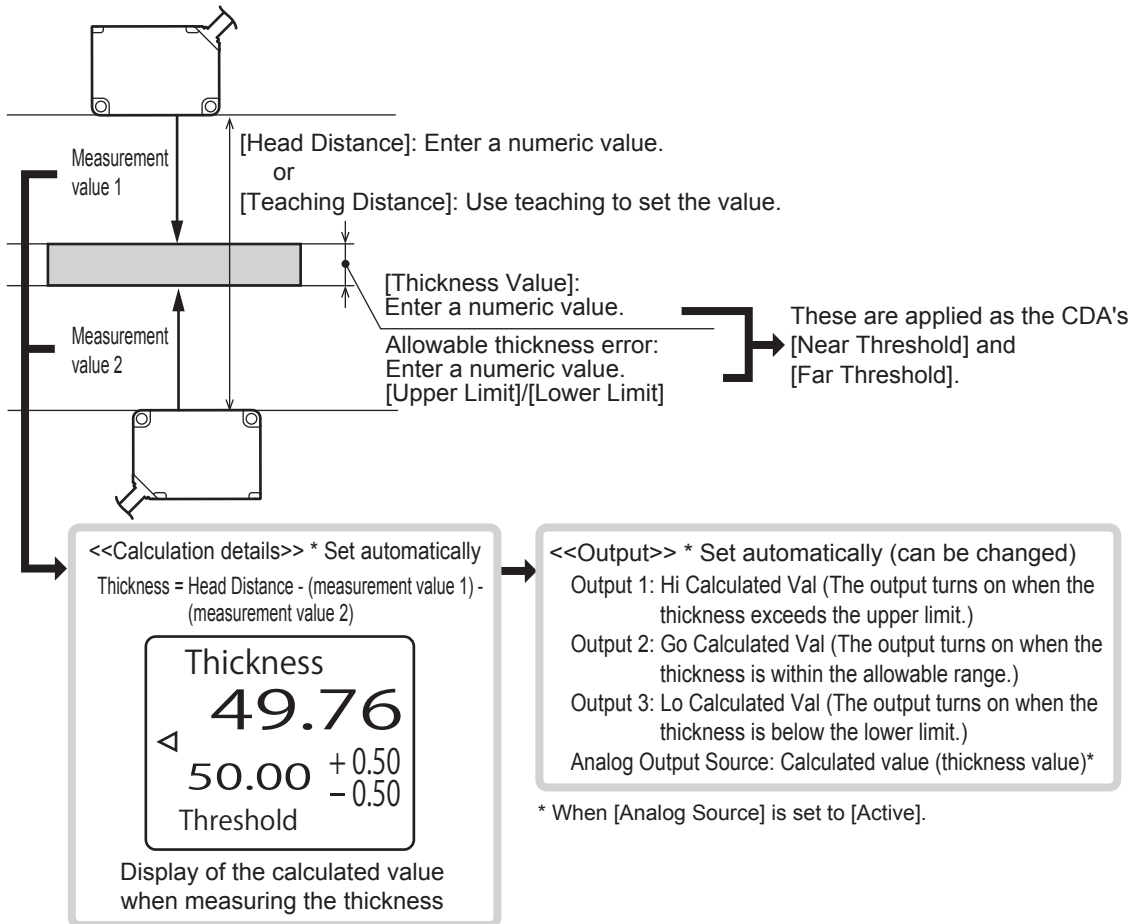 [Head Distance]: Enter a numeric value.
or
[Teaching Distance]: Use teaching to set the value.
Measurement
value 1
[Thickness Value]:
Enter a numeric value.
Allowable thickness error:
Enter a numeric value.
[Upper Limit]/[Lower Limit]
These are applied as the CDA's
[Near Threshold] and
[Far Threshold].
Measurement
value 2
<<Calculation details>> * Set automatically
Thickness = Head Distance - (measurement value 1) -
(measurement value 2)
Thickness
49.76
50.00 + 0.50
− 0.50
Threshold
Display of the calculated value
when measuring the thickness
<<Output>> * Set automatically (can be changed)
Output 1: Hi Calculated Val (The output turns on when the
thickness exceeds the upper limit.)
Output 2: Go Calculated Val (The output turns on when the
thickness is within the allowable range.)
Output 3: Lo Calculated Val (The output turns on when the
thickness is below the lower limit.)
Analog Output Source: Calculated value (thickness value)*
* When [Analog Source] is set to [Active].